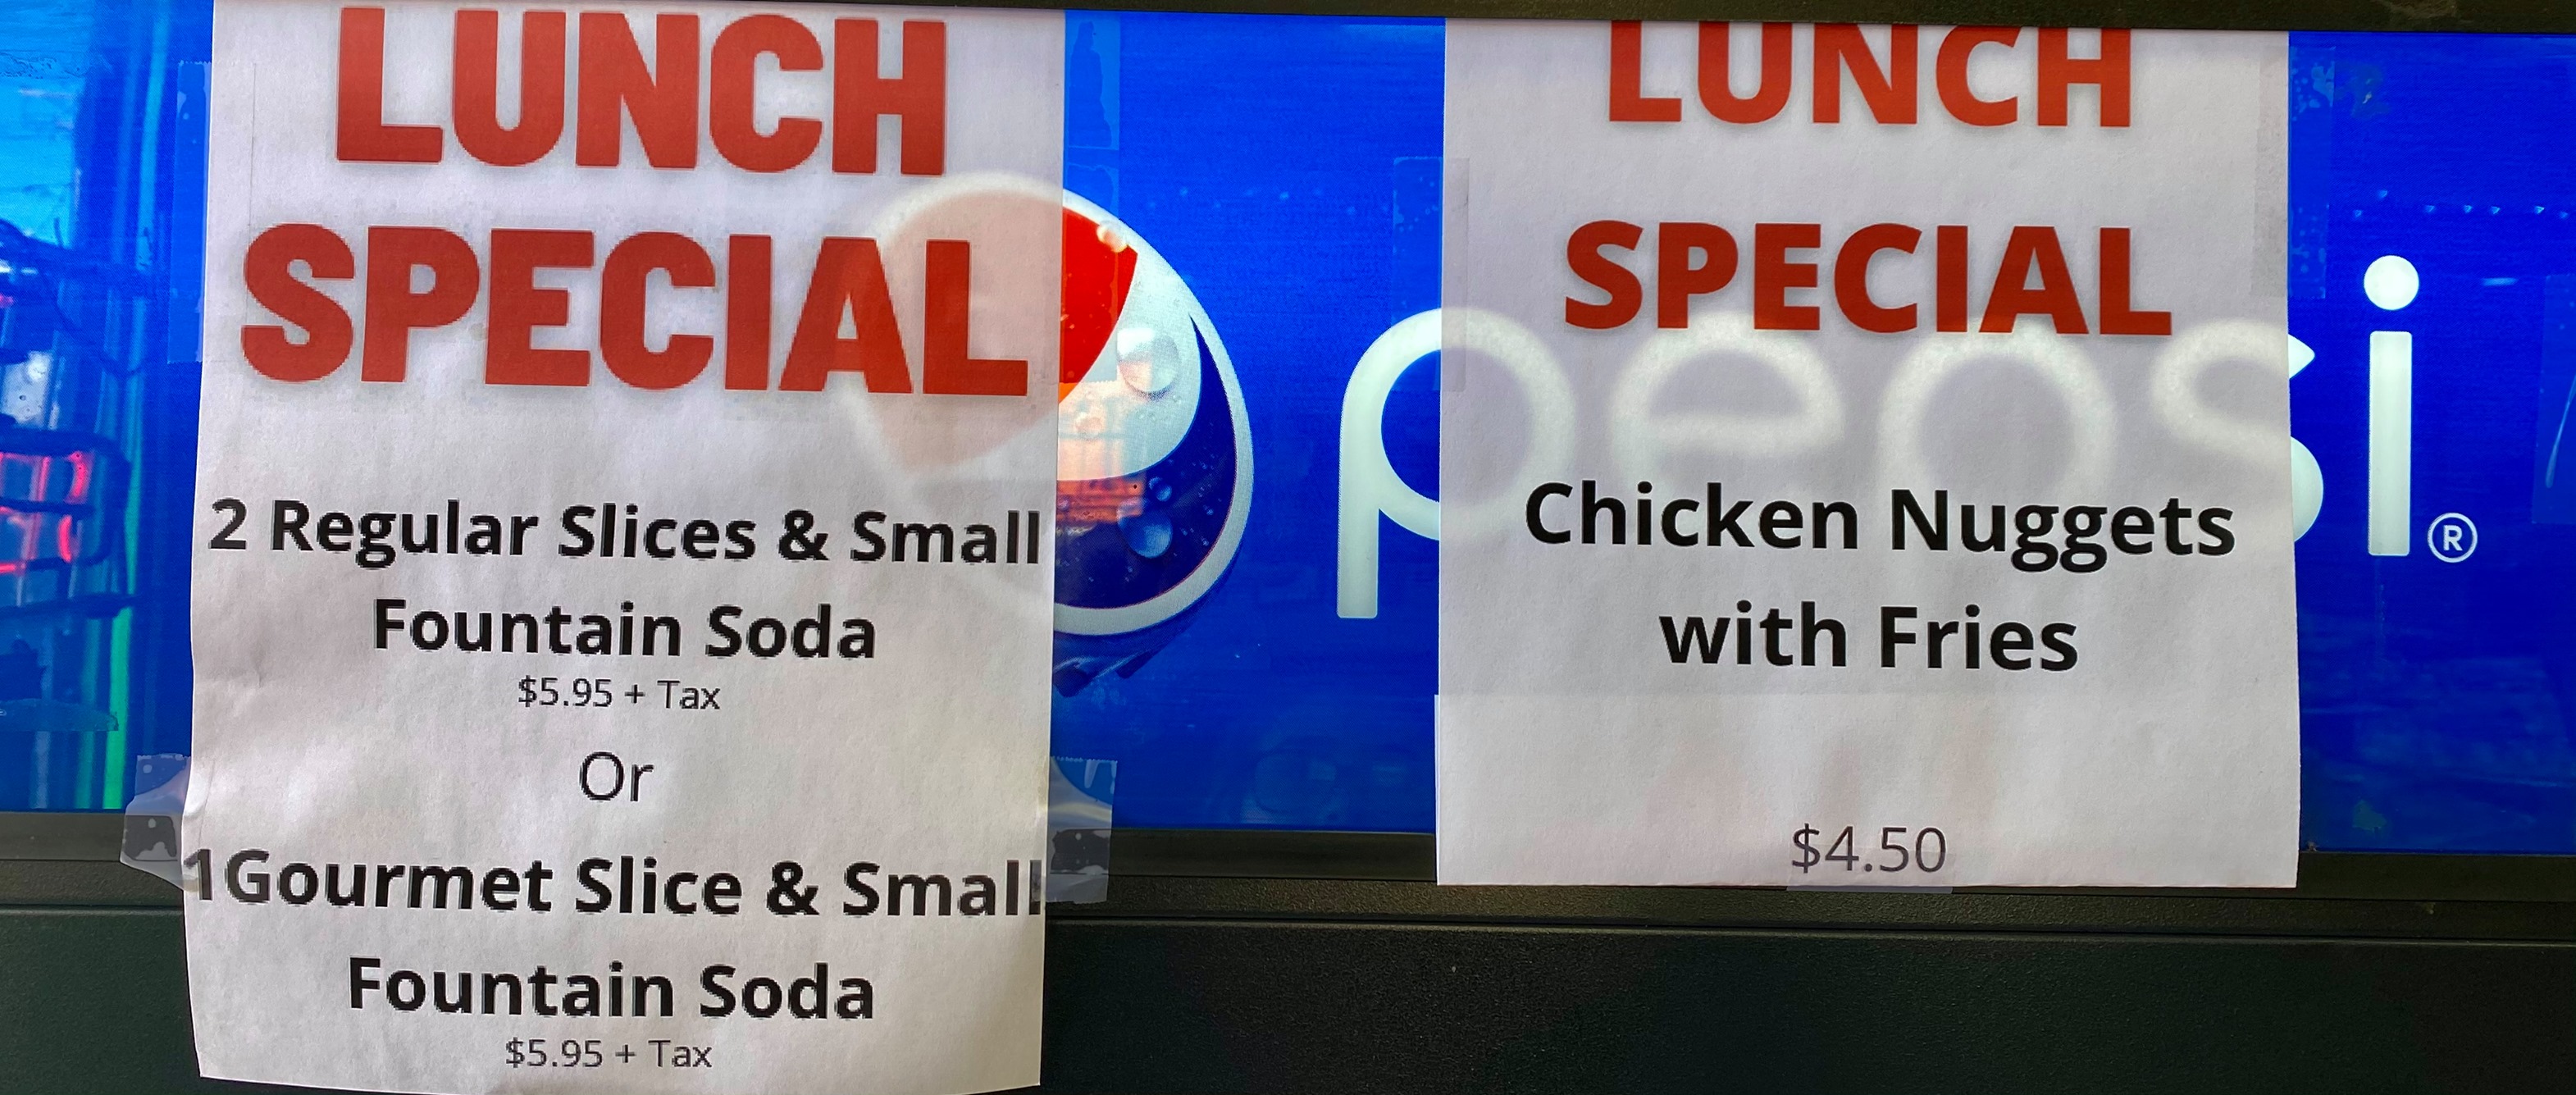 LUNCH
SPECIAL
2 Regular Slices & Small
Fountain Soda
$5.95 + Tax
Or
1Gourmet Slice & Small
Fountain Soda
$5.95 + Tax
pepsi®
LUNCH
SPECIAL
Chicken Nuggets
with Fries
$4.50